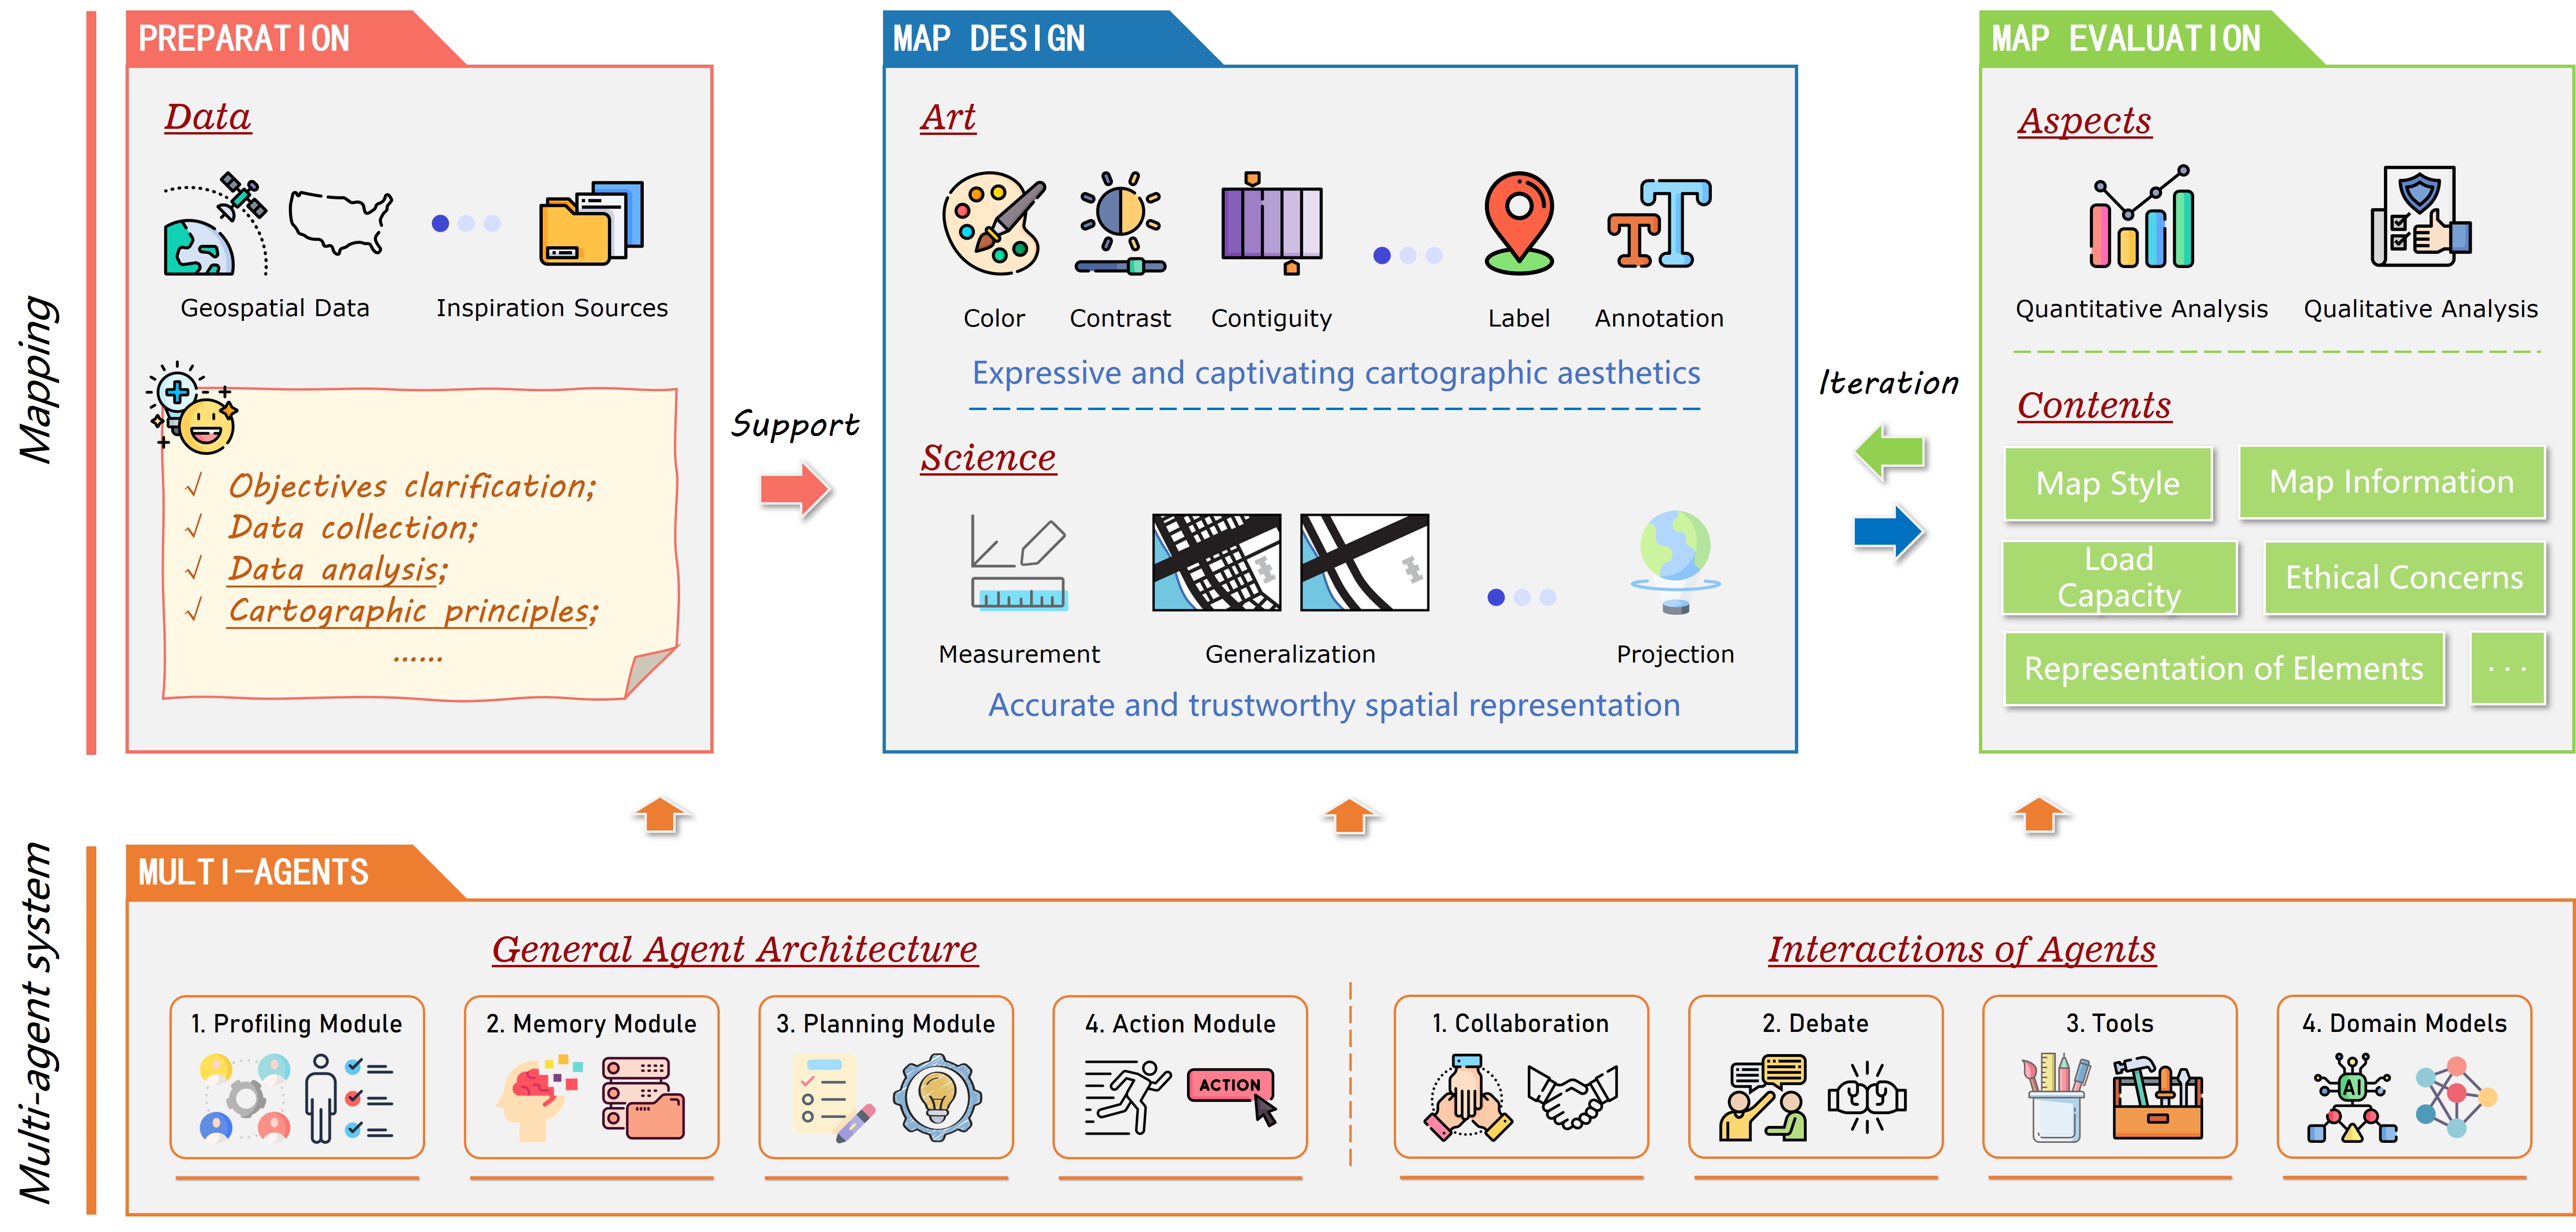 Mapping
PREPARATION
Data
Geospatial Data
Inspiration Sources
√ Objectives clarification;
√ Data collection;
√ Data analysis;
√ Cartographic principles;
......
Support
MAP DESIGN
Art
Color
Contrast
Contiguity
Label
Annotation
Expressive and captivating cartographic aesthetics
Science
Measurement
Generalization
Projection
Accurate and trustworthy spatial representation
Iteration
MAP EVALUATION
Aspects
Quantitative Analysis
Qualitative Analysis
Contents
Map Style
Map Information
Load
Capacity
Ethical Concerns
Representation of Elements
...
Multi-agent system
MULTI-AGENTS
General Agent Architecture
1. Profiling Module
2. Memory Module
3. Planning Module
4. Action Module
ACTION
Interactions of Agents
1. Collaboration
2. Debate
3. Tools
4. Domain Models
AI